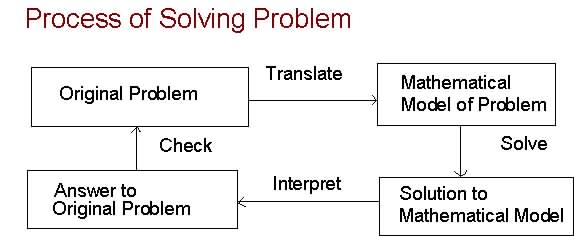 Process of Solving Problem
Translate
Original Problem
Mathematical
Model of Problem
Check
Solve
Interpret
Answer to
Original Problem
Solution to
Mathematical Model